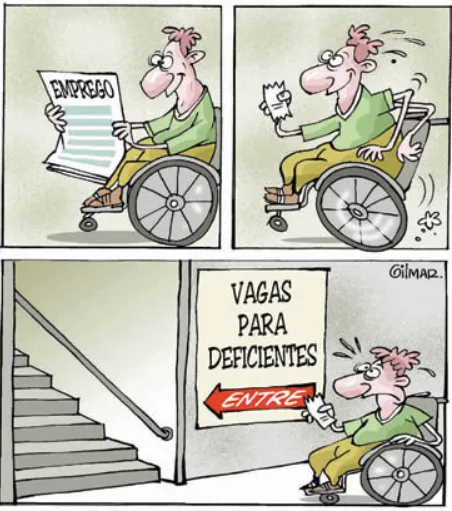 EMPREGO
GILMAR.
VAGAS
PARA
DEFICIENTES
ENTRE